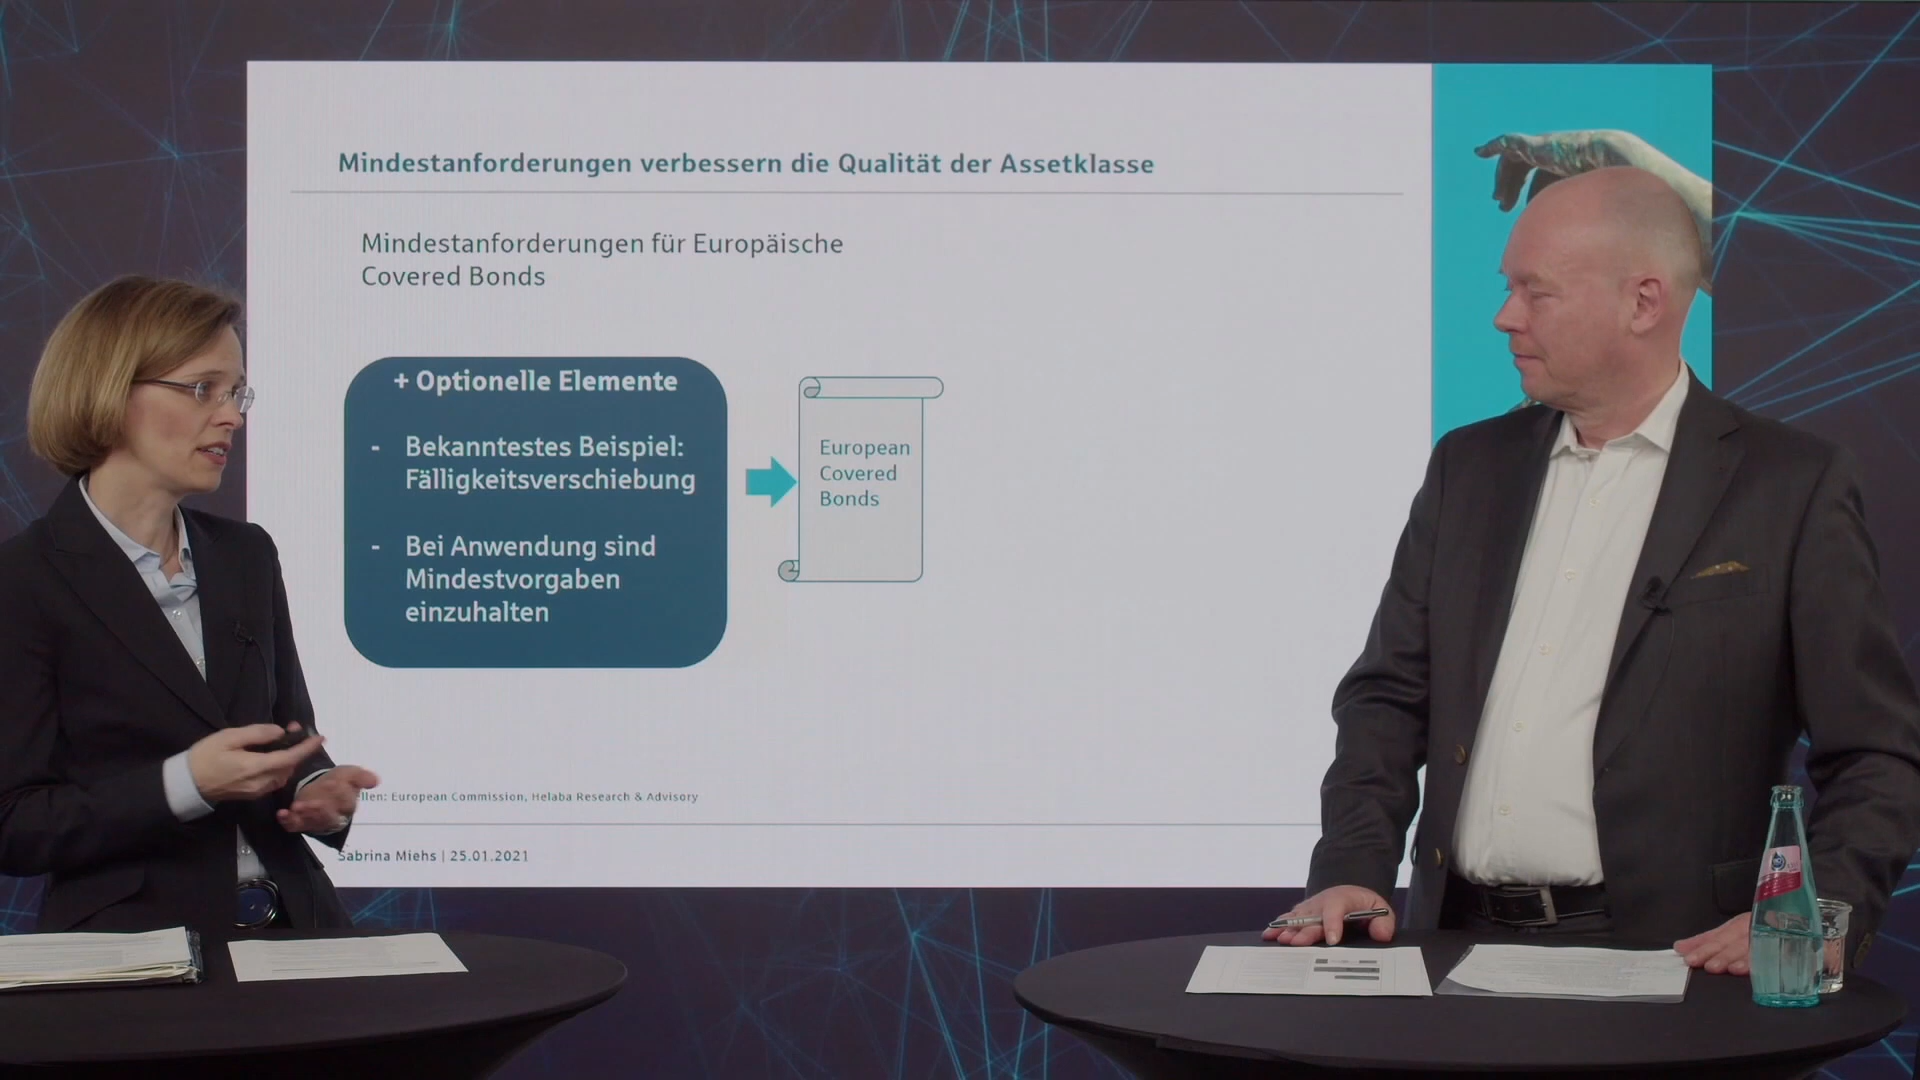 Mindestanforderungen verbessern die Qualität der Assetklasse
Mindestanforderungen für Europäische
Covered Bonds
+ Optionelle Elemente
- Bekanntestes Beispiel:
Fälligkeitsverschiebung
- Bei Anwendung sind
Mindestvorgaben
einzuhalten
European
Covered
Bonds
European Commission, Helaba Research & Advisory
Sabrina Miehs | 25.01.2021